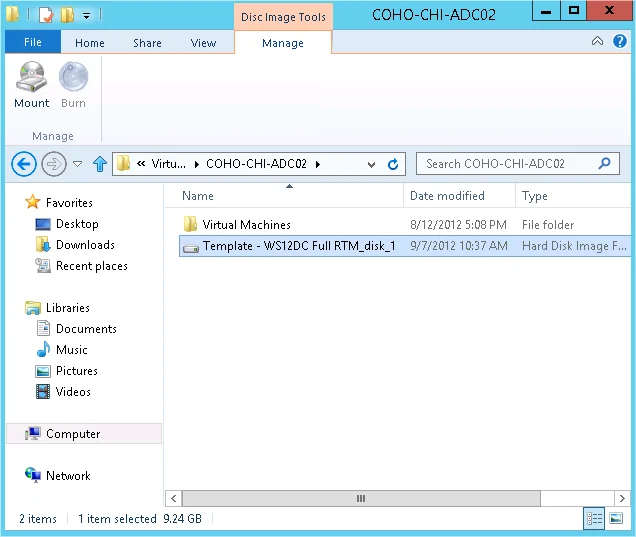 Disc Image Tools
COHO-CHI-ADC02
File
Home
Share
View
Manage
Mount
Burn
Manage
« Virtu... COHO-CHI-ADC02
Search COHO-CHI-ADC02
Name
Date modified
Type
Favorites
Desktop
Downloads
Recent places
Libraries
Documents
Music
Pictures
Videos
Computer
Network
Virtual Machines 8/12/2012 5:08 PM File folder
Template - WS12DC Full RTM_disk_1 9/7/2012 10:37 AM Hard Disk Image F...
2 items 1 item selected 9.24 GB